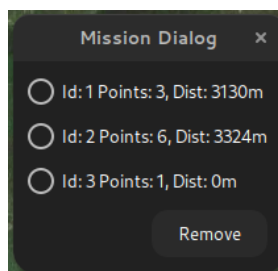 Mission Dialog ×
Id: 1 Points: 3, Dist: 3130m
Id: 2 Points: 6, Dist: 3324m
Id: 3 Points: 1, Dist: 0m
Remove